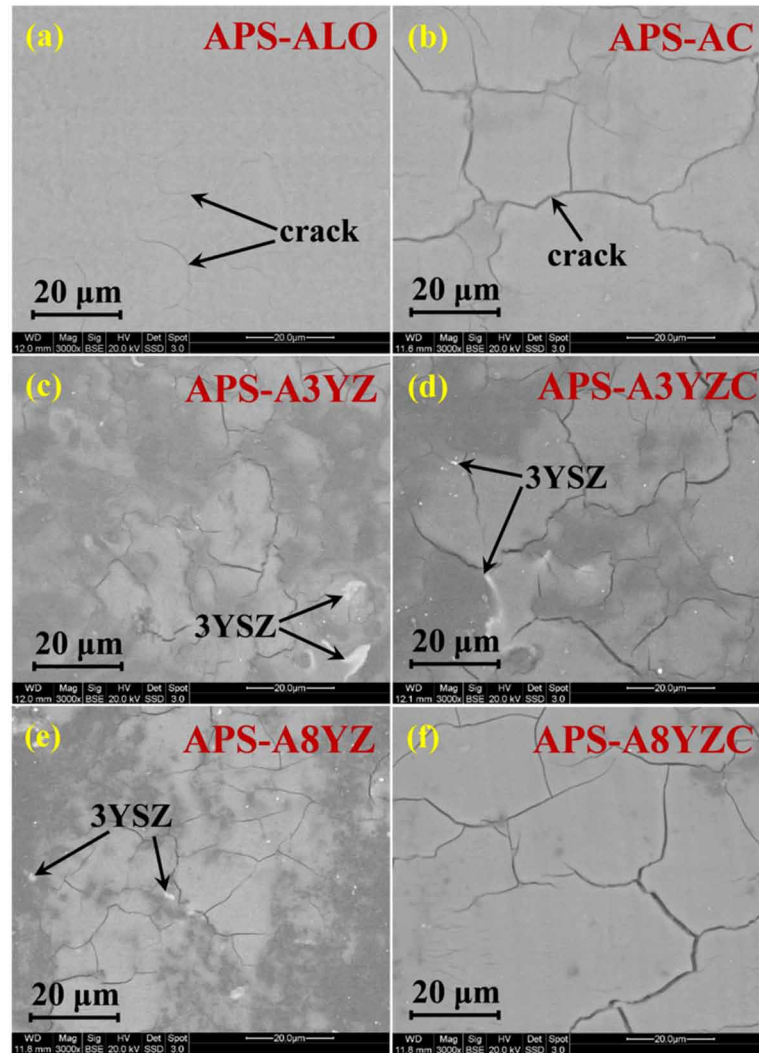 (a) APS-ALO
crack
20 μm
WD Mag Sig HV Det Spot
12.0 mm 3000x BSE 20.0 kV SSD 3.0 20.0μm
(b) APS-AC
crack
20 μm
WD Mag Sig HV Det Spot
11.6 mm 3000x BSE 20.0 kV SSD 3.0 20.0μm
(c) APS-A3YZ
3YSZ
20 μm
WD Mag Sig HV Det Spot
12.0 mm 3000x BSE 20.0 kV SSD 3.0 20.0μm
(d) APS-A3YZC
3YSZ
20 μm
WD Mag Sig HV Det Spot
12.1 mm 3000x BSE 20.0 kV SSD 3.0 20.0μm
(e) APS-A8YZ
3YSZ
20 μm
WD Mag Sig HV Det Spot
11.8 mm 3000x BSE 20.0 kV SSD 3.0 20.0μm
(f) APS-A8YZC
20 μm
WD Mag Sig HV Det Spot
11.8 mm 3000x BSE 20.0 kV SSD 3.0 20.0μm